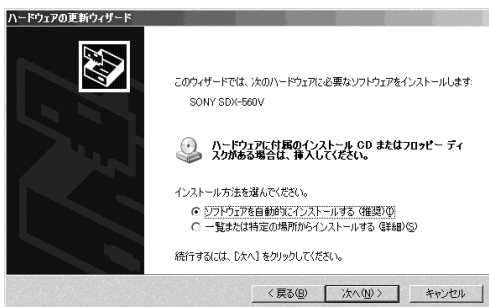 ハードウェアの更新ウィザード
このウィザードでは、次のハードウェアに必要なソフトウェアをインストールします:
SONY SDX-560V
ハードウェアに付属のインストール CD またはフロッピー ディ
スクがある場合は、挿入してください。
インストール方法を選んでください。
ソフトウェアを自動的にインストールする (推奨)(I)
一覧または特定の場所からインストールする (詳細)(S)
続行するには、[次へ] をクリックしてください。
< 戻る(B) 次へ(N) > キャンセル